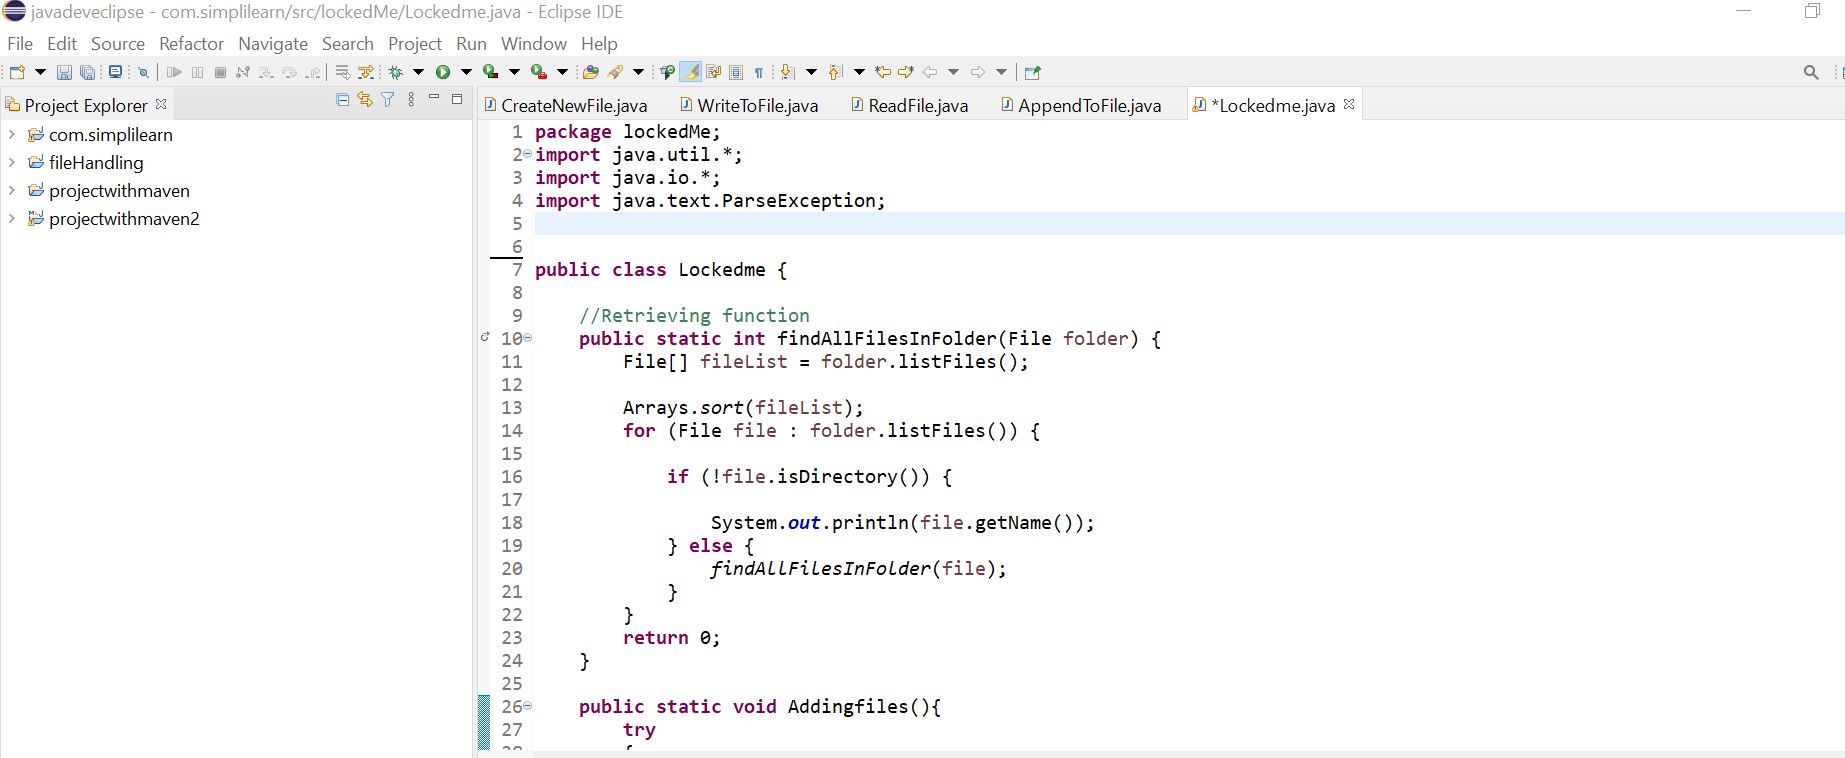 javadeveclipse - com.simplilearn/src/lockedMe/Lockedme.java - Eclipse IDE
File Edit Source Refactor Navigate Search Project Run Window Help
Project Explorer
com.simplilearn
fileHandling
projectwithmaven
projectwithmaven2
CreateNewFile.java WriteToFile.java ReadFile.java AppendToFile.java *Lockedme.java
1 package lockedMe;
2 import java.util.*;
3 import java.io.*;
4 import java.text.ParseException;
5
6
7 public class Lockedme {
8
9 //Retrieving function
10 public static int findAllFilesInFolder(File folder) {
11 File[] fileList = folder.listFiles();
12
13 Arrays.sort(fileList);
14 for (File file : folder.listFiles()) {
15
16 if (!file.isDirectory()) {
17
18 System.out.println(file.getName());
19 } else {
20 findAllFilesInFolder(file);
21 }
22 }
23 return 0;
24 }
25
26 public static void Addingfiles(){
27 try